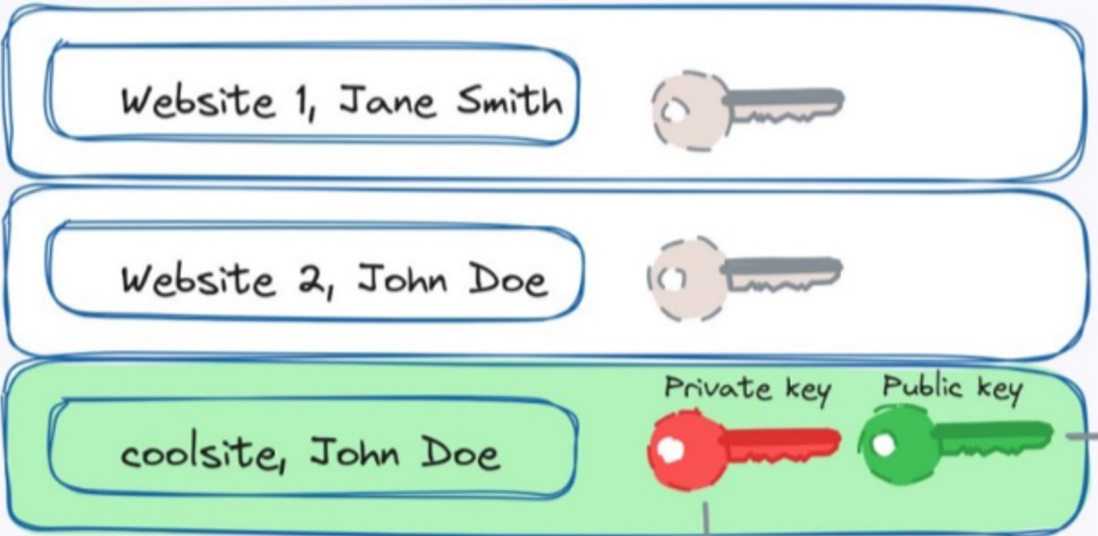 Website 1, Jane Smith
Website 2, John Doe
Private key Public key
coolsite, John Doe